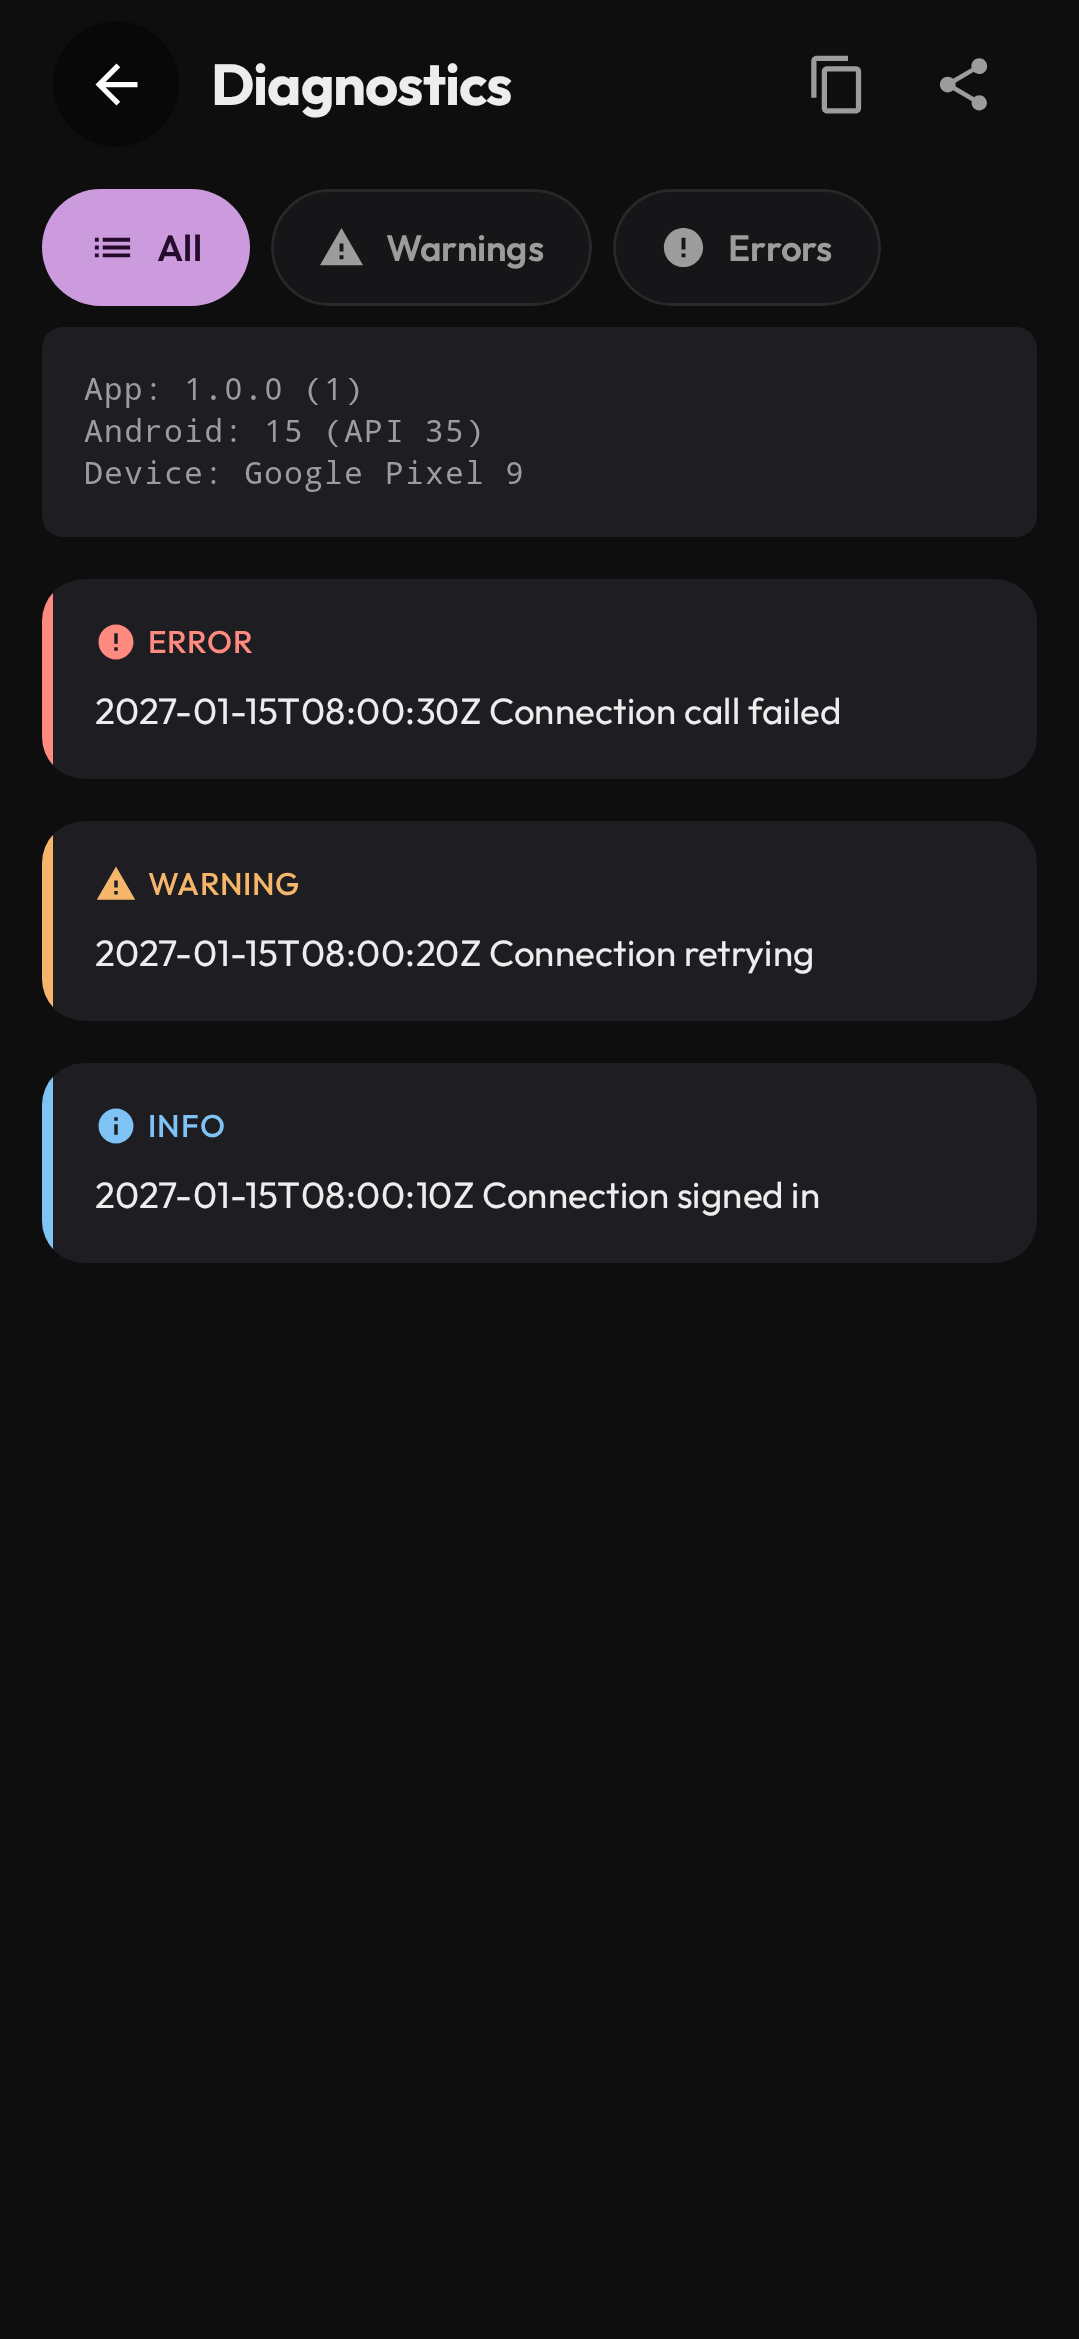 Diagnostics
All
Warnings
Errors
App: 1.0.0 (1)
Android: 15 (API 35)
Device: Google Pixel 9
ERROR
2027-01-15T08:00:30Z Connection call failed
WARNING
2027-01-15T08:00:20Z Connection retrying
INFO
2027-01-15T08:00:10Z Connection signed in